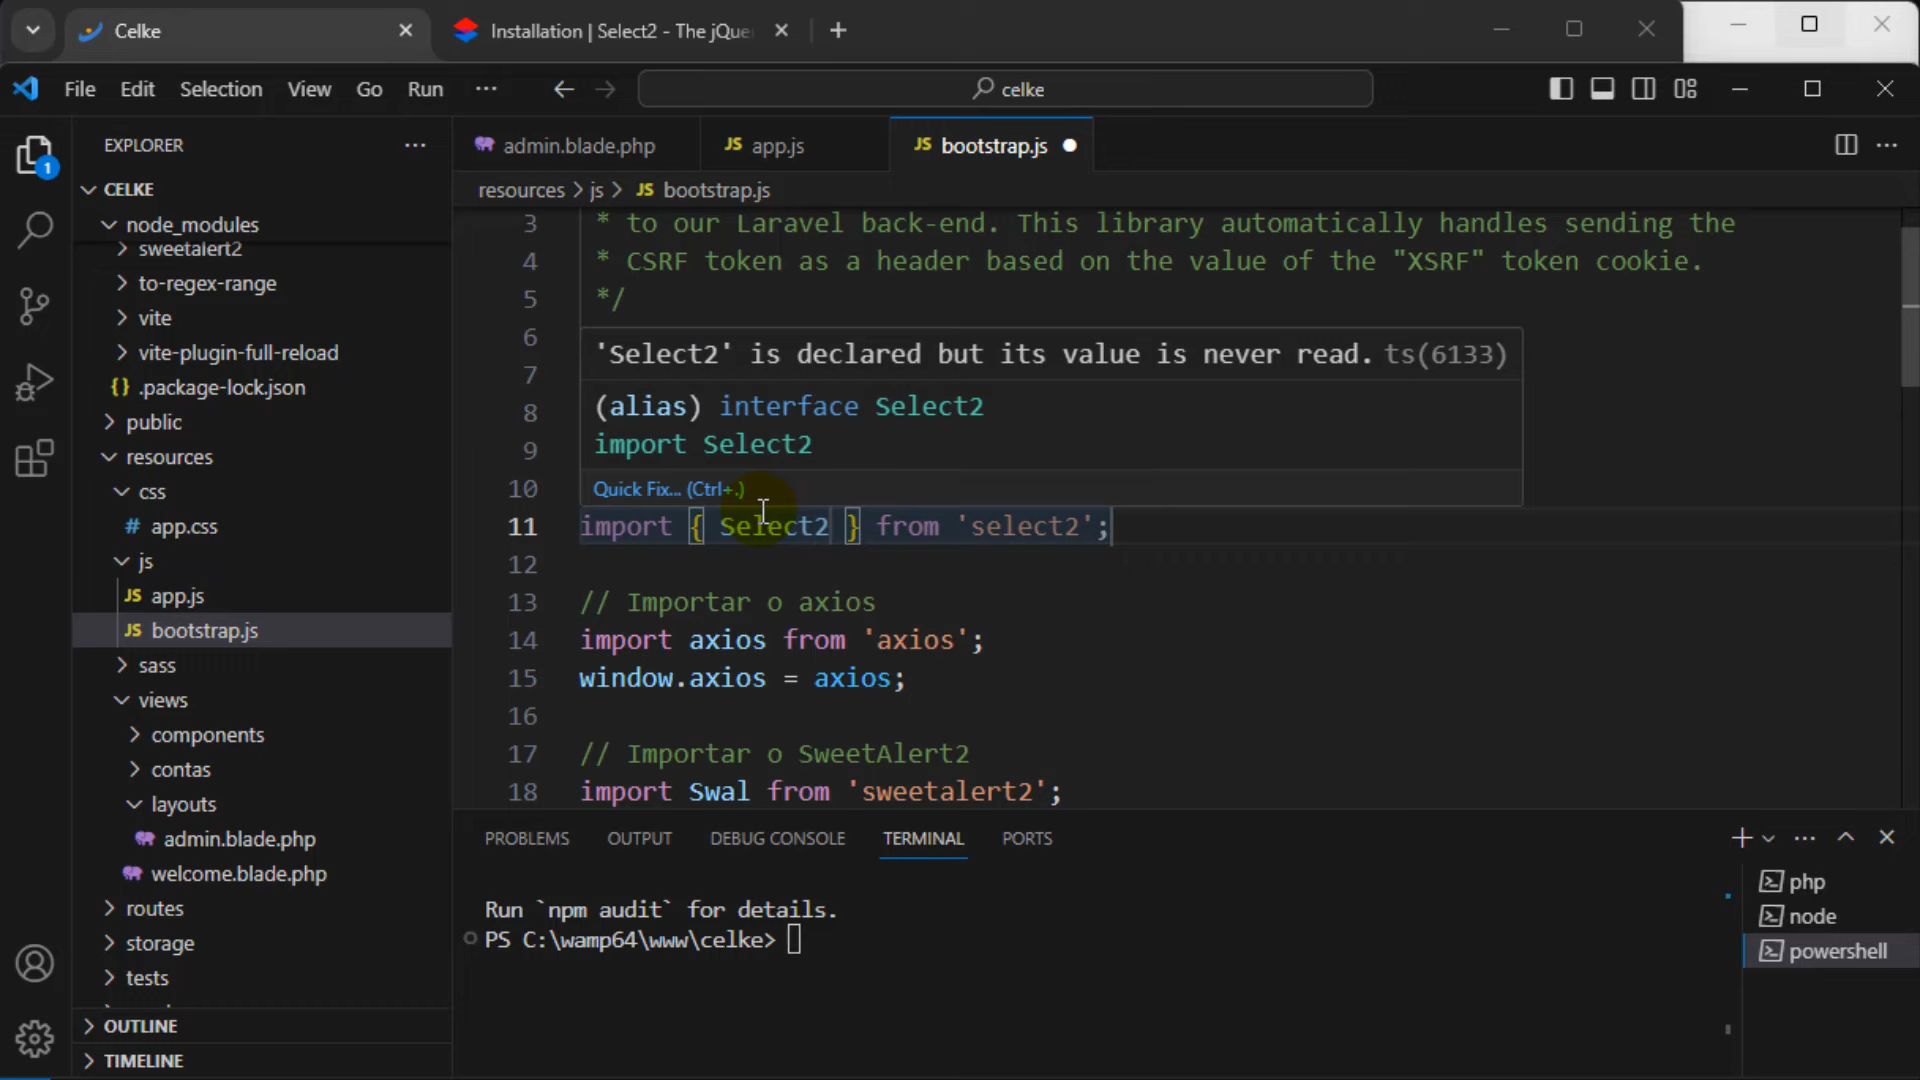 Celke
Installation | Select2 - The jQue
File Edit Selection View Go Run ···
celke
EXPLORER
CELKE
node_modules
sweetalert2
to-regex-range
vite
vite-plugin-full-reload
{} .package-lock.json
public
resources
css
# app.css
js
JS app.js
JS bootstrap.js
sass
views
components
contas
layouts
admin.blade.php
welcome.blade.php
routes
storage
tests
OUTLINE
TIMELINE
1
admin.blade.php
JS app.js
JS bootstrap.js
resources > js > JS bootstrap.js
3 * to our Laravel back-end. This library automatically handles sending the
4 * CSRF token as a header based on the value of the "XSRF" token cookie.
5 */
6
7
8
9
10
'Select2' is declared but its value is never read. ts(6133)
(alias) interface Select2
import Select2
Quick Fix... (Ctrl+.)
11 import { Select2 } from 'select2';
12
13 // Importar o axios
14 import axios from 'axios';
15 window.axios = axios;
16
17 // Importar o SweetAlert2
18 import Swal from 'sweetalert2';
PROBLEMS OUTPUT DEBUG CONSOLE TERMINAL PORTS
Run `npm audit` for details.
PS C:\wamp64\www\celke>
php
node
powershell